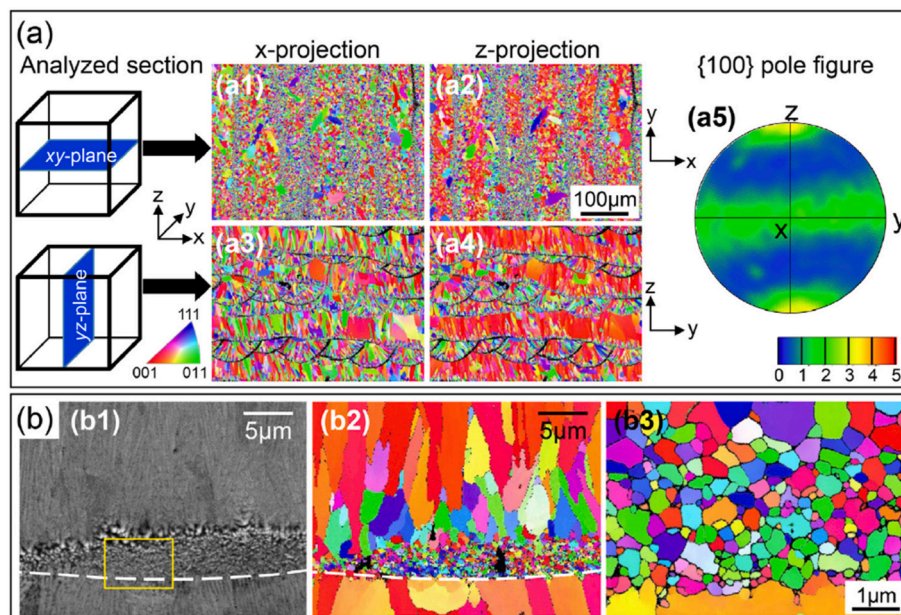 (a)
x-projection
z-projection
Analyzed section
{100} pole figure
(a1)
(a2)
(a5)
xy-plane
y
x
z
y
x
100µm
z
x
y
(a3)
(a4)
yz-plane
z
y
111
001
011
0 1 2 3 4 5
(b)
(b1)
5µm
(b2)
5µm
(b3)
1µm